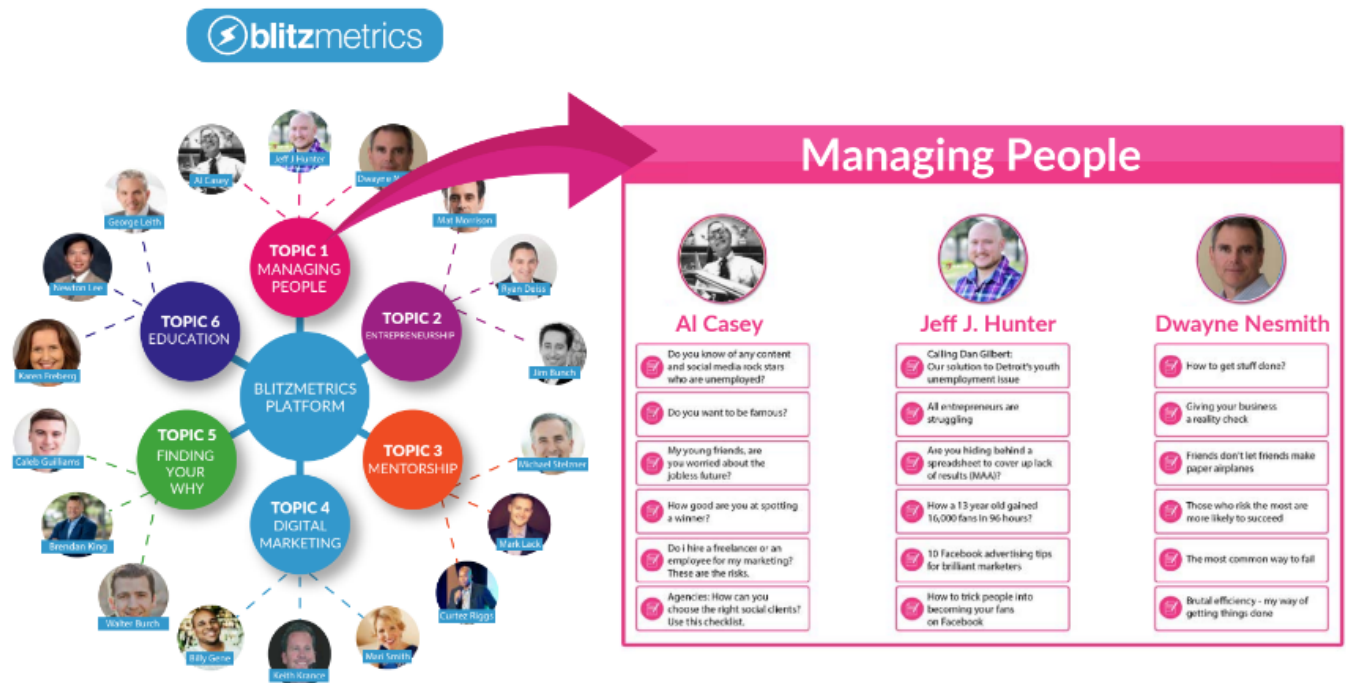 blitzmetrics
Al Casey
Jeff J Hunter
Dwayne N
Mat Morrison
Ryan Deiss
Jim Bunch
George Leith
Newton Lee
Karen Freberg
TOPIC 1
MANAGING
PEOPLE
TOPIC 2
ENTREPRENEURSHIP
TOPIC 6
EDUCATION
BLITZMETRICS
PLATFORM
TOPIC 5
FINDING
YOUR
WHY
TOPIC 3
MENTORSHIP
TOPIC 4
DIGITAL
MARKETING
Caleb Guilliams
Brendan King
Walter Burch
Billy Gene
Keith Krance
Mari Smith
Curtez Riggs
Mark Lack
Michael Stelzner
Managing People
Al Casey
Do you know of any content
and social media rock stars
who are unemployed?
Do you want to be famous?
My young friends, are
you worried about the
jobless future?
How good are you at spotting
a winner?
Do i hire a freelancer or an
employee for my marketing?
These are the risks.
Agencies: How can you
choose the right social clients?
Use this checklist.
Jeff J. Hunter
Calling Dan Gilbert:
Our solution to Detroit's youth
unemployment issue
All entrepreneurs are
struggling
Are you hiding behind a
spreadsheet to cover up lack
of results (MAA)?
How a 13 year old gained
16,000 fans in 96 hours?
10 Facebook advertising tips
for brilliant marketers
How to trick people into
becoming your fans
on Facebook
Dwayne Nesmith
How to get stuff done?
Giving your business
a reality check
Friends don't let friends make
paper airplanes
Those who risk the most are
more likely to succeed
The most common way to fail
Brutal efficiency - my way of
getting things done